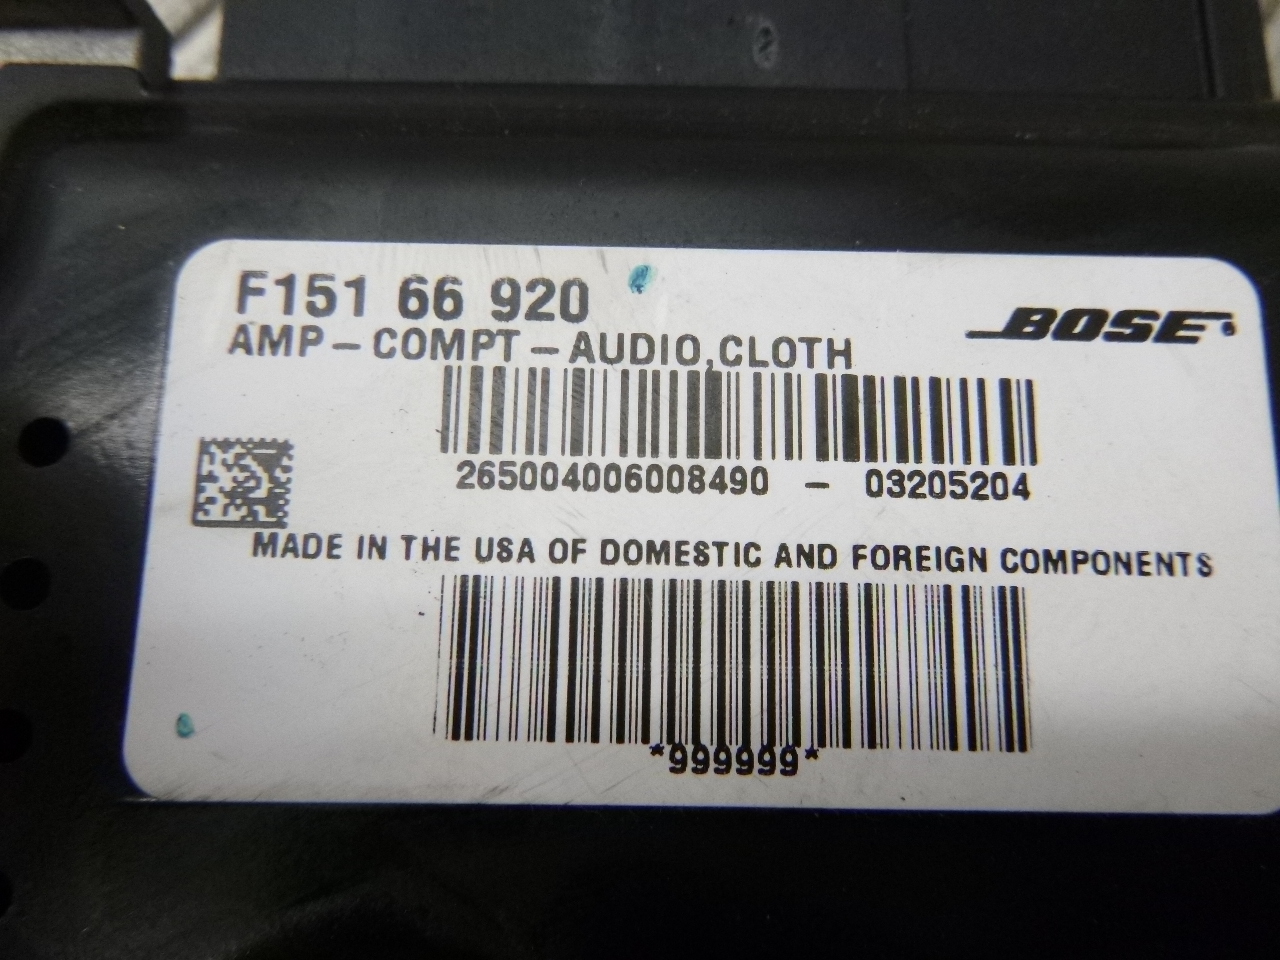 F151 66 920
AMP-COMPT-AUDIO,CLOTH
BOSE
265004006008490 - 03205204
MADE IN THE USA OF DOMESTIC AND FOREIGN COMPONENTS
*999999*